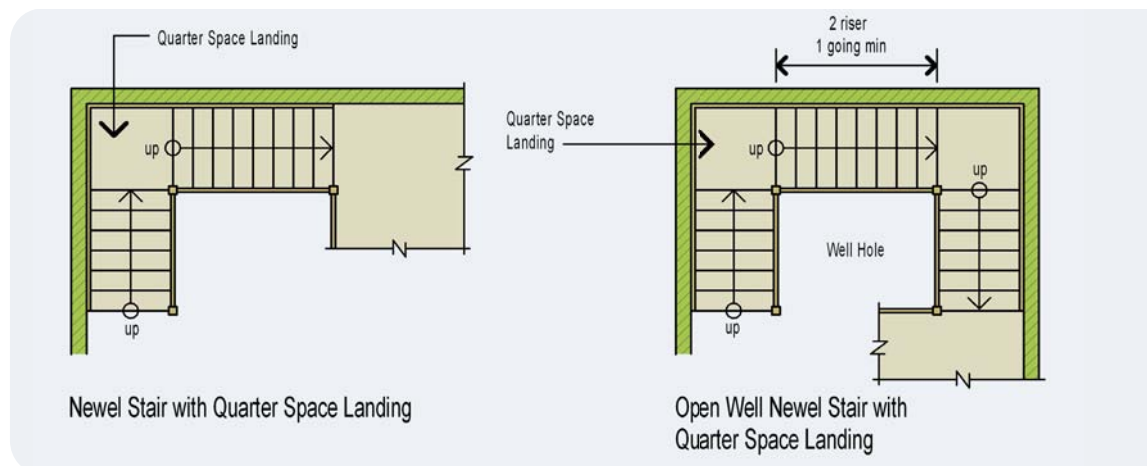 Quarter Space Landing
up
up
Newel Stair with Quarter Space Landing
2 riser
1 going min
Quarter Space
Landing
up
up
Well Hole
up
Open Well Newel Stair with
Quarter Space Landing